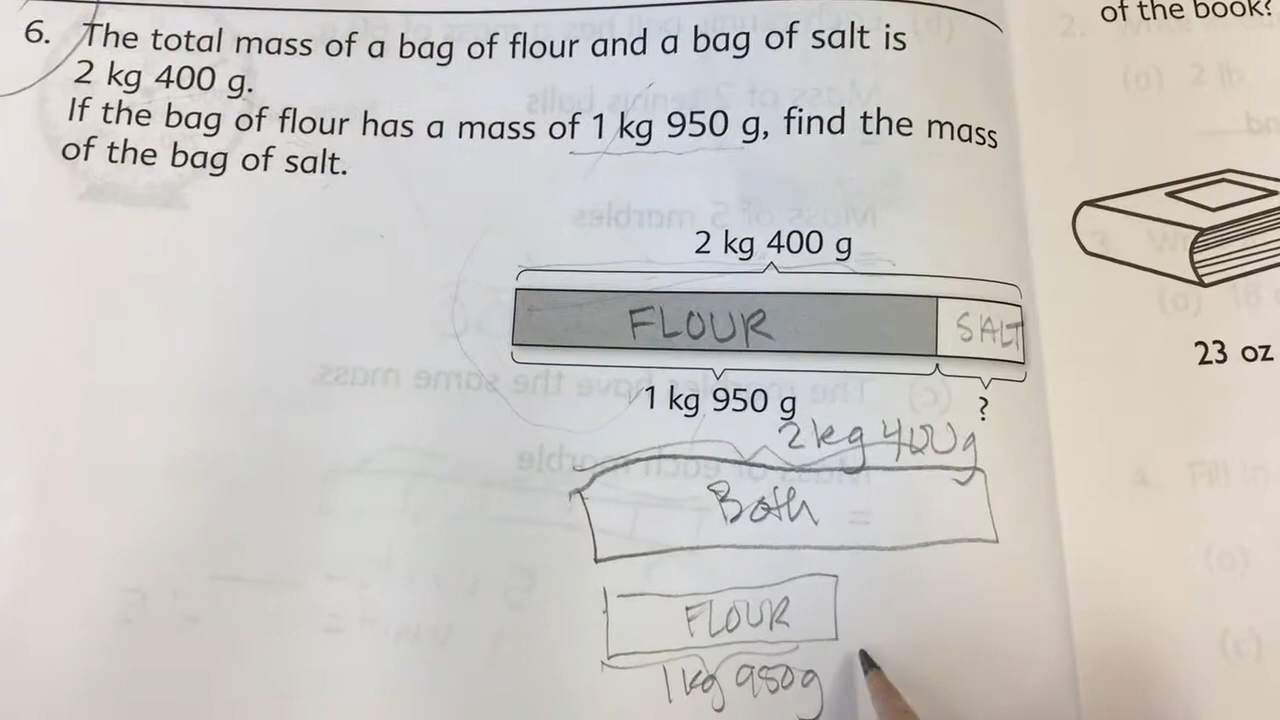 6. The total mass of a bag of flour and a bag of salt is
2 kg 400 g.
If the bag of flour has a mass of 1 kg 950 g, find the mass
of the bag of salt.
2 kg 400 g
FLOUR SALT
1 kg 950 g ?
2kg 400g
Both
FLOUR
1kg 950g
of the book?
23 oz